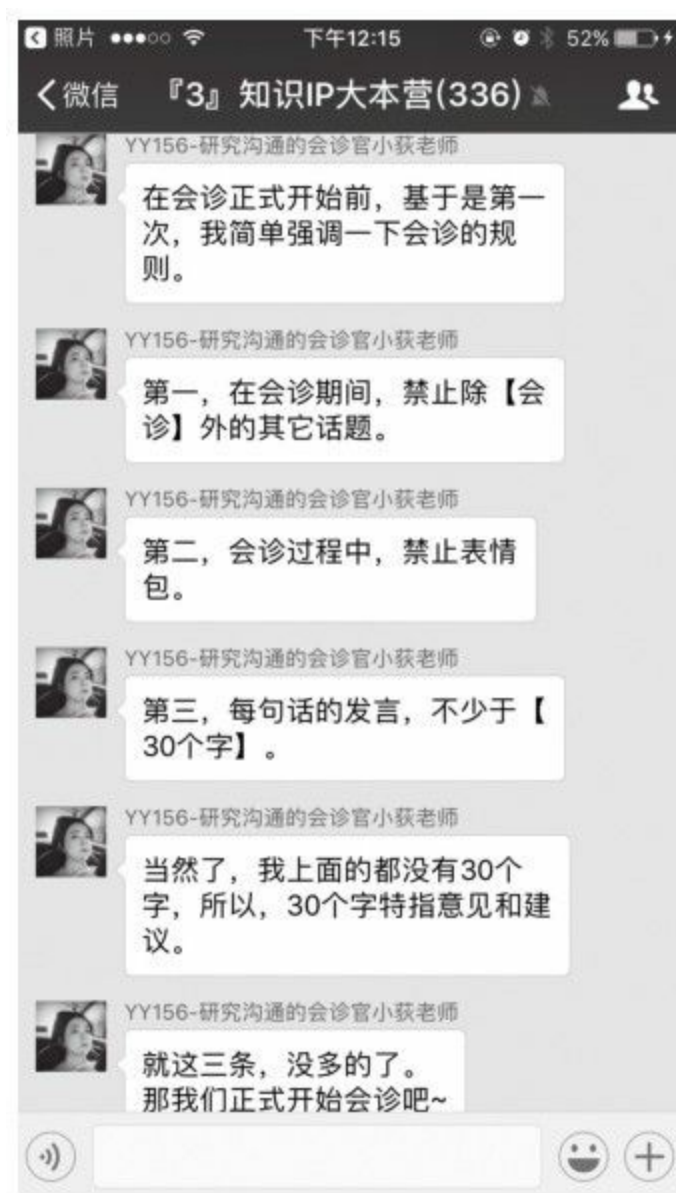 照片 下午12:15 52%
微信 『3』知识IP大本营(336)
YY156-研究沟通的会诊官小荻老师
在会诊正式开始前，基于是第一
次，我简单强调一下会诊的规
则。
YY156-研究沟通的会诊官小荻老师
第一，在会诊期间，禁止除【会
诊】外的其它话题。
YY156-研究沟通的会诊官小荻老师
第二，会诊过程中，禁止表情
包。
YY156-研究沟通的会诊官小荻老师
第三，每句话的发言，不少于【
30个字】。
YY156-研究沟通的会诊官小荻老师
当然了，我上面的都没有30个
字，所以，30个字特指意见和建
议。
YY156-研究沟通的会诊官小荻老师
就这三条，没多的了。
那我们正式开始会诊吧~